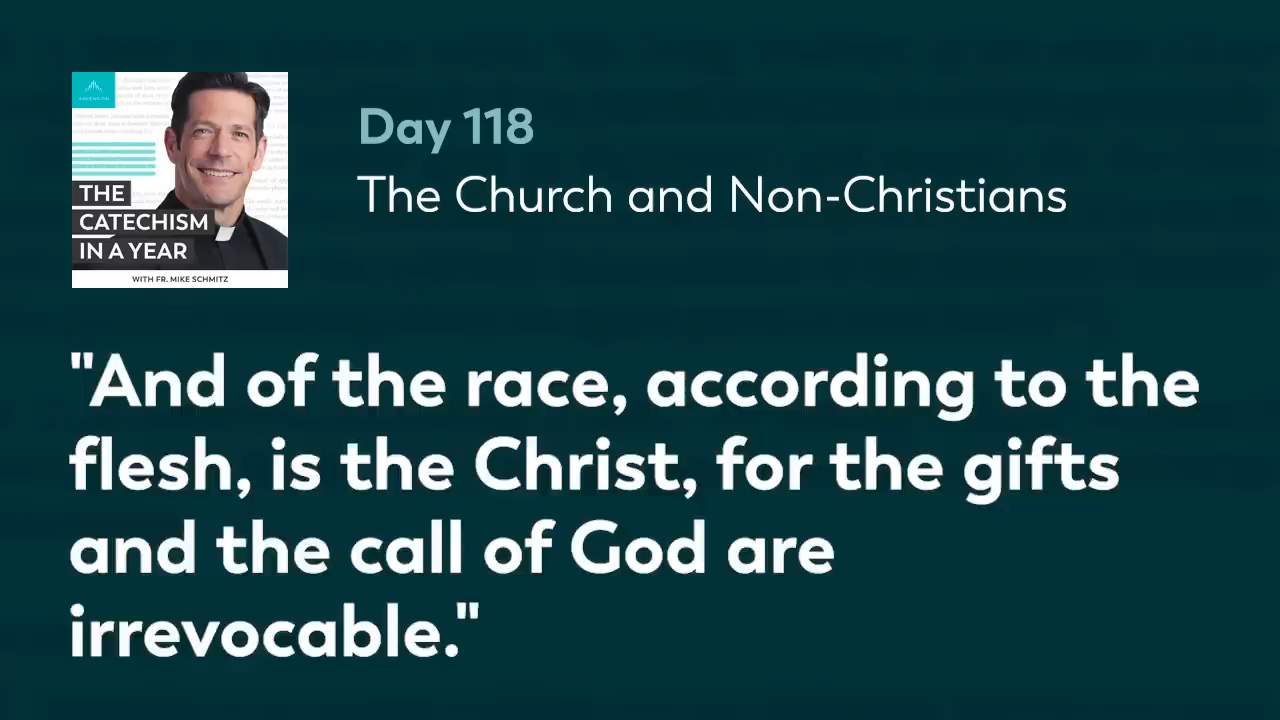 ASCENSION
THE
CATECHISM
IN A YEAR
WITH FR. MIKE SCHMITZ
Day 118
The Church and Non-Christians
"And of the race, according to the
flesh, is the Christ, for the gifts
and the call of God are
irrevocable."